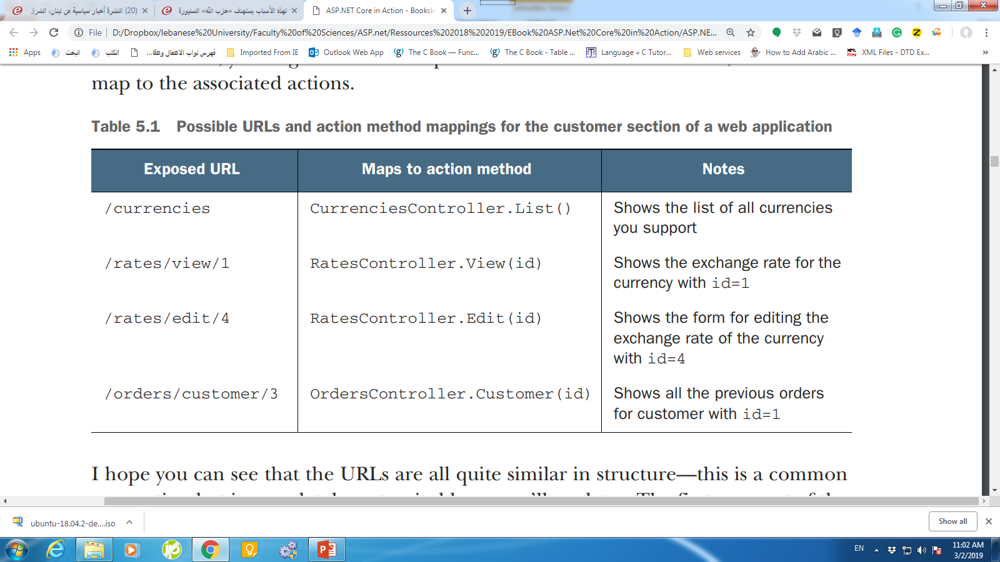 (20) النشرة أخبار سياسية من لبنان، الشرق
لهذه الأسباب يستهدف «حزب الله» السنيورة
ASP.NET Core in Action - Booksk
File
D:/Dropbox/lebanese%20University/Faculty%20of%20Sciences/ASP.net/Ressources%202018%202019/EBook%20ASP.Net%20Core%20in%20Action/ASP.NE...
Apps
البحث
الكتب
فهرس نواب الاعمال وعقا...
Imported From IE
Outlook Web App
The C Book — Func...
The C Book - Table ...
Language « C Tutor...
Web services
How to Add Arabic ...
XML Files - DTD Ex...
»
map to the associated actions.
Table 5.1 Possible URLs and action method mappings for the customer section of a web application
Exposed URL
Maps to action method
Notes
/currencies
CurrenciesController.List()
Shows the list of all currencies
you support
/rates/view/1
RatesController.View(id)
Shows the exchange rate for the
currency with id=1
/rates/edit/4
RatesController.Edit(id)
Shows the form for editing the
exchange rate of the currency
with id=4
/orders/customer/3
OrdersController.Customer(id)
Shows all the previous orders
for customer with id=1
I hope you can see that the URLs are all quite similar in structure—this is a common
ubuntu-18.04.2-de....iso
Show all
EN
11:02 AM
3/2/2019